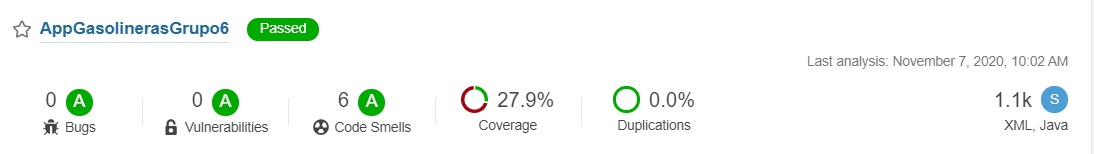 AppGasolinerasGrupo6 Passed
Last analysis: November 7, 2020, 10:02 AM
0 A 0 A 6 A 27.9% 0.0% 1.1k S
Bugs Vulnerabilities Code Smells Coverage Duplications XML, Java